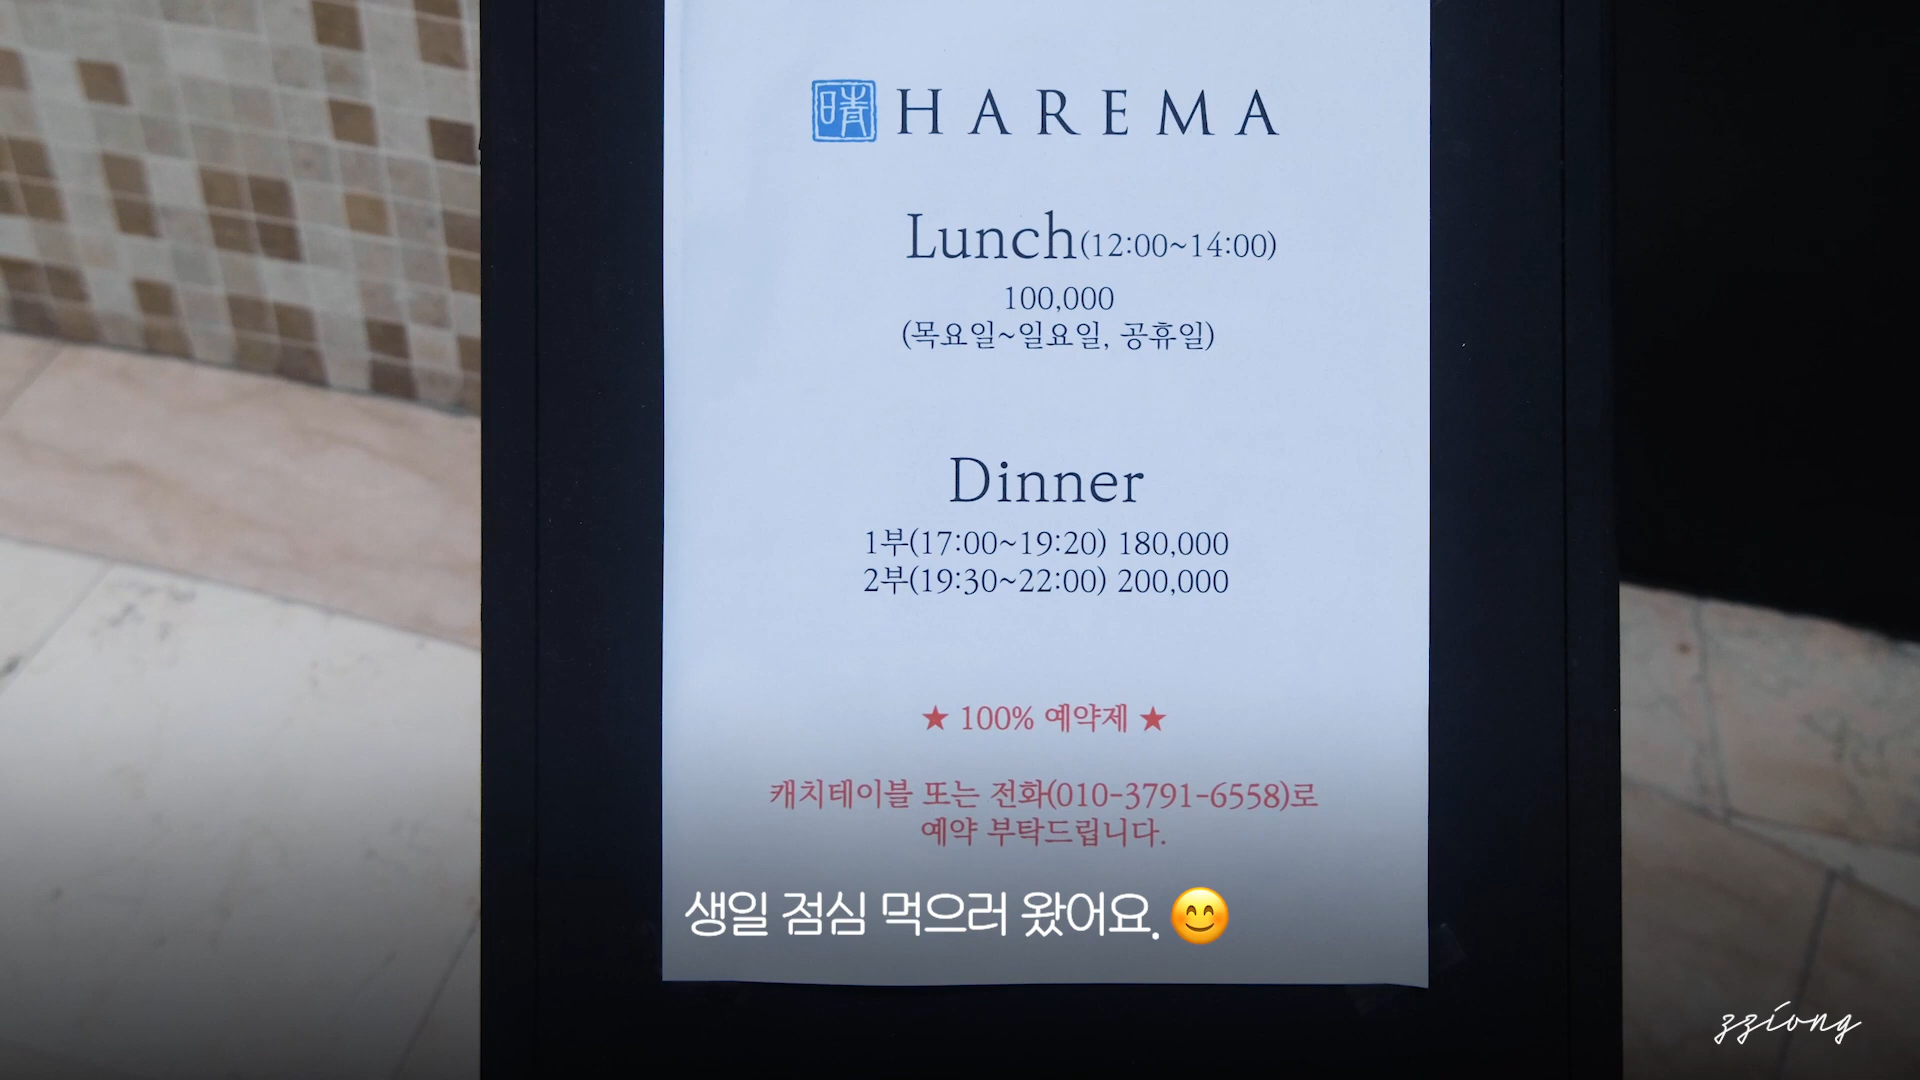 晴 HAREMA
Lunch(12:00~14:00)
100,000
(목요일~일요일, 공휴일)
Dinner
1부(17:00~19:20) 180,000
2부(19:30~22:00) 200,000
★ 100% 예약제 ★
캐치테이블 또는 전화(010-3791-6558)로
예약 부탁드립니다.
생일 점심 먹으러 왔어요. 😊
zziong